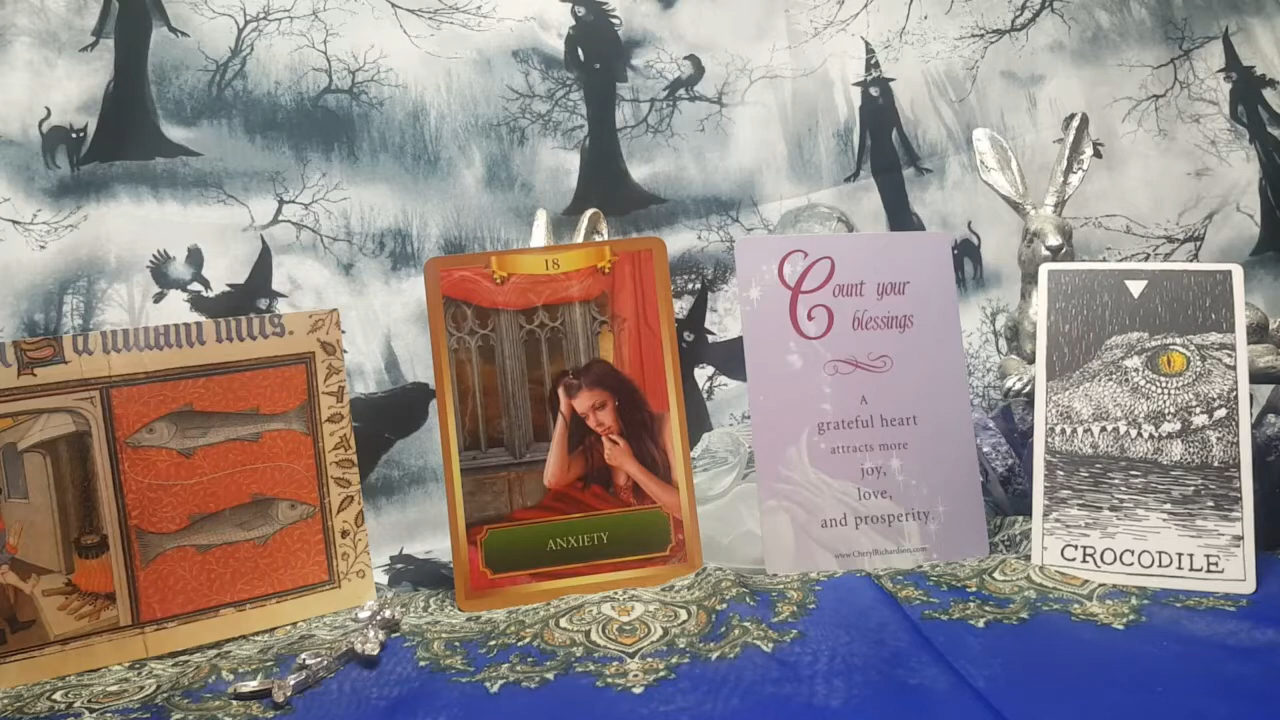 18
ANXIETY
Count your
blessings
A
grateful heart
attracts more
joy,
love,
and prosperity.
www.CherylRichardson.com
CROCODILE